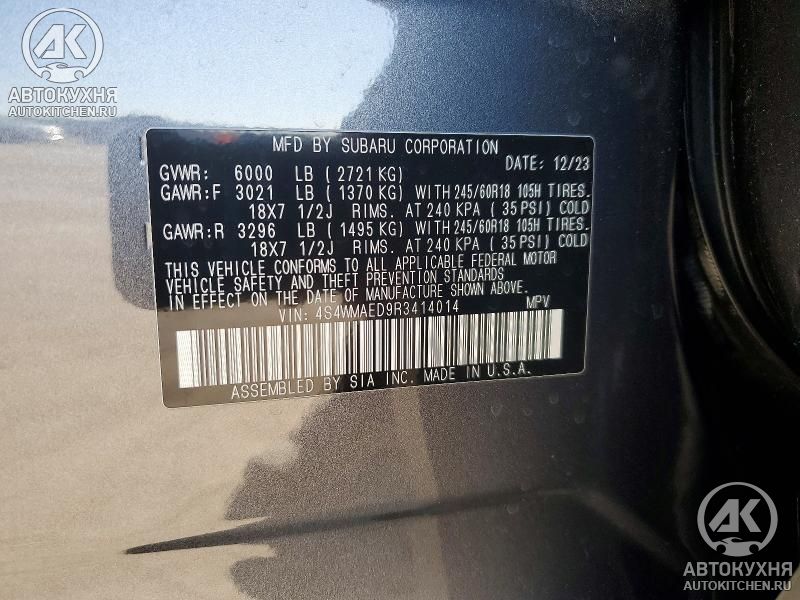 АК
АВТОКУХНЯ
AUTOKITCHEN.RU
MFD BY SUBARU CORPORATION
DATE: 12/23
GVWR: 6000 LB ( 2721 KG)
GAWR:F 3021 LB ( 1370 KG) WITH 245/60R18 105H TIRES.
18X7 1/2J RIMS. AT 240 KPA ( 35 PSI) COLD
GAWR:R 3296 LB ( 1495 KG) WITH 245/60R18 105H TIRES.
18X7 1/2J RIMS. AT 240 KPA ( 35 PSI) COLD
THIS VEHICLE CONFORMS TO ALL APPLICABLE FEDERAL MOTOR
VEHICLE SAFETY AND THEFT PREVENTION STANDARDS
IN EFFECT ON THE DATE OF MANUFACTURE SHOWN ABOVE.
VIN: 4S4WMAED9R3414014 MPV
ASSEMBLED BY SIA INC. MADE IN U.S.A.
АК
АВТОКУХНЯ
AUTOKITCHEN.RU